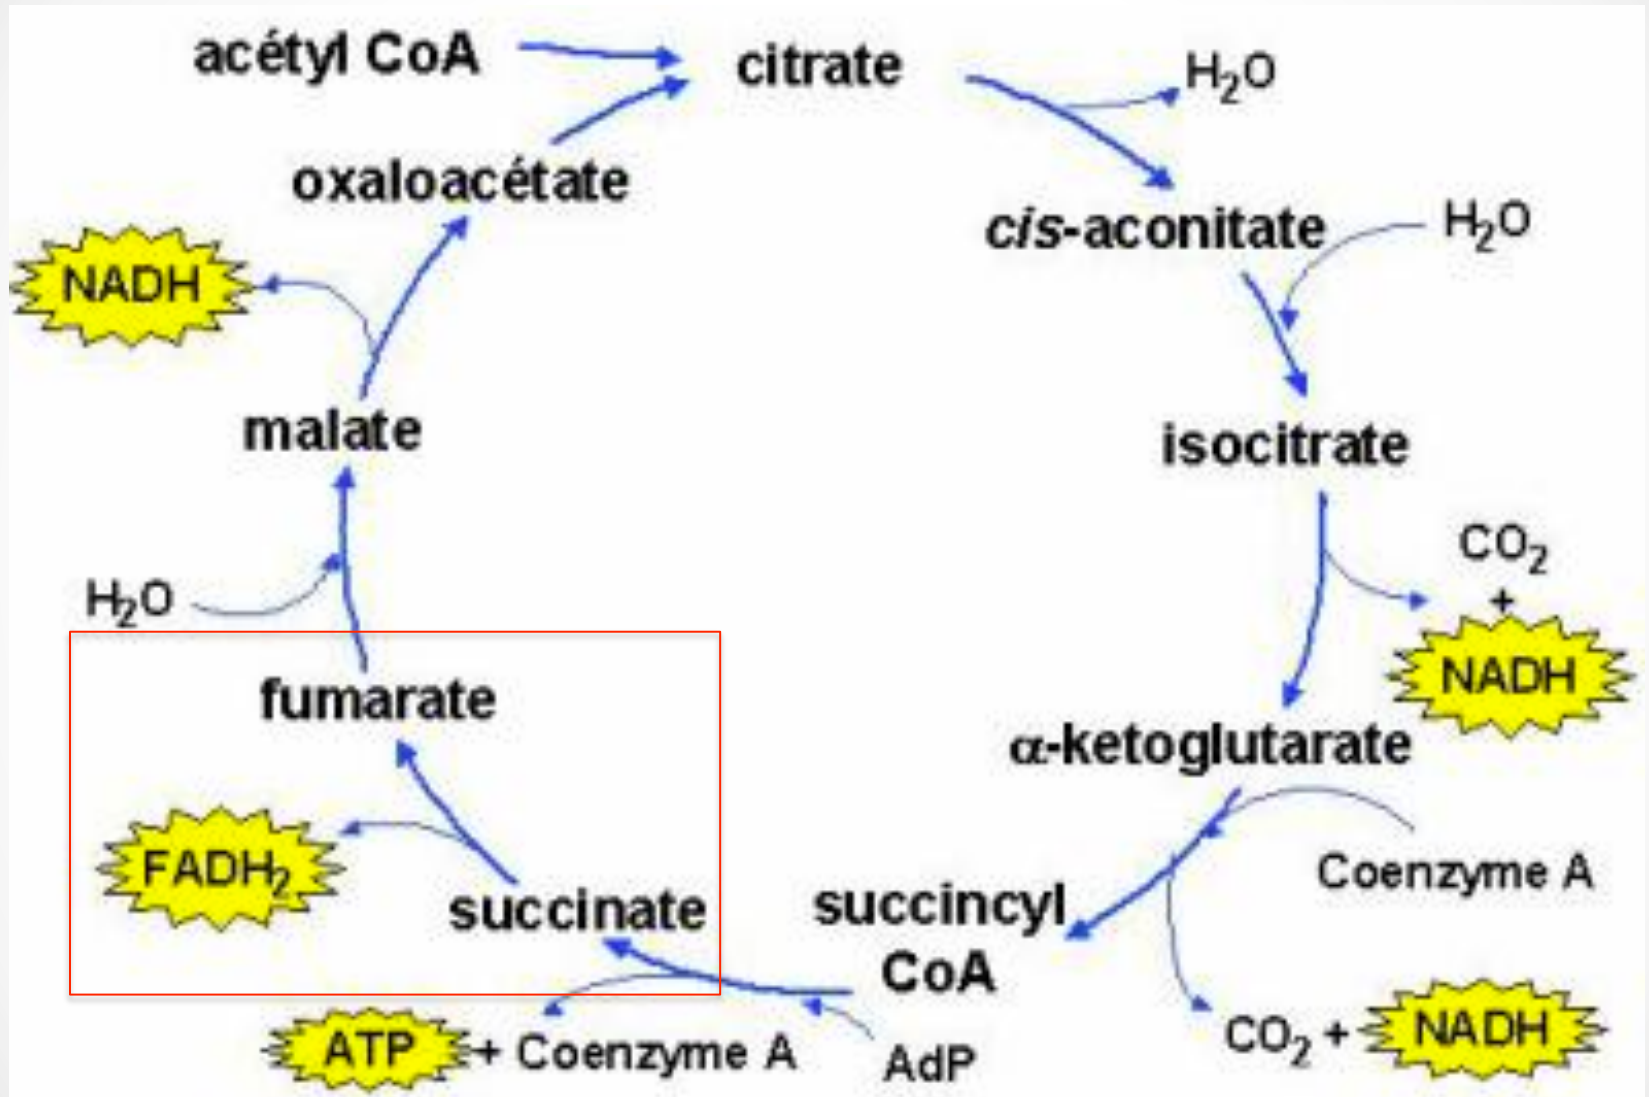 acétyl CoA
citrate
H₂O
oxaloacétate
cis-aconitate
H₂O
NADH
malate
isocitrate
CO₂
+
NADH
H₂O
fumarate
α-ketoglutarate
FADH₂
Coenzyme A
succinate
succincyl
CoA
ATP + Coenzyme A
AdP
CO₂ + NADH